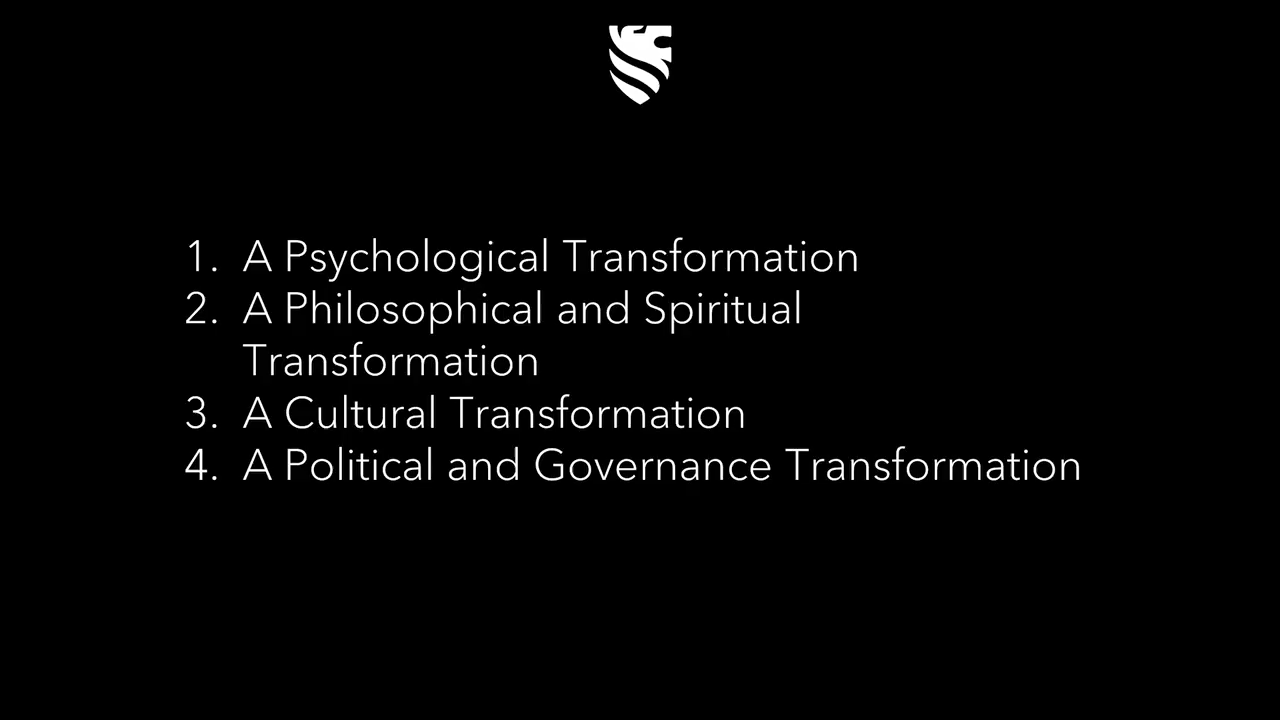 1. A Psychological Transformation
2. A Philosophical and Spiritual
Transformation
3. A Cultural Transformation
4. A Political and Governance Transformation